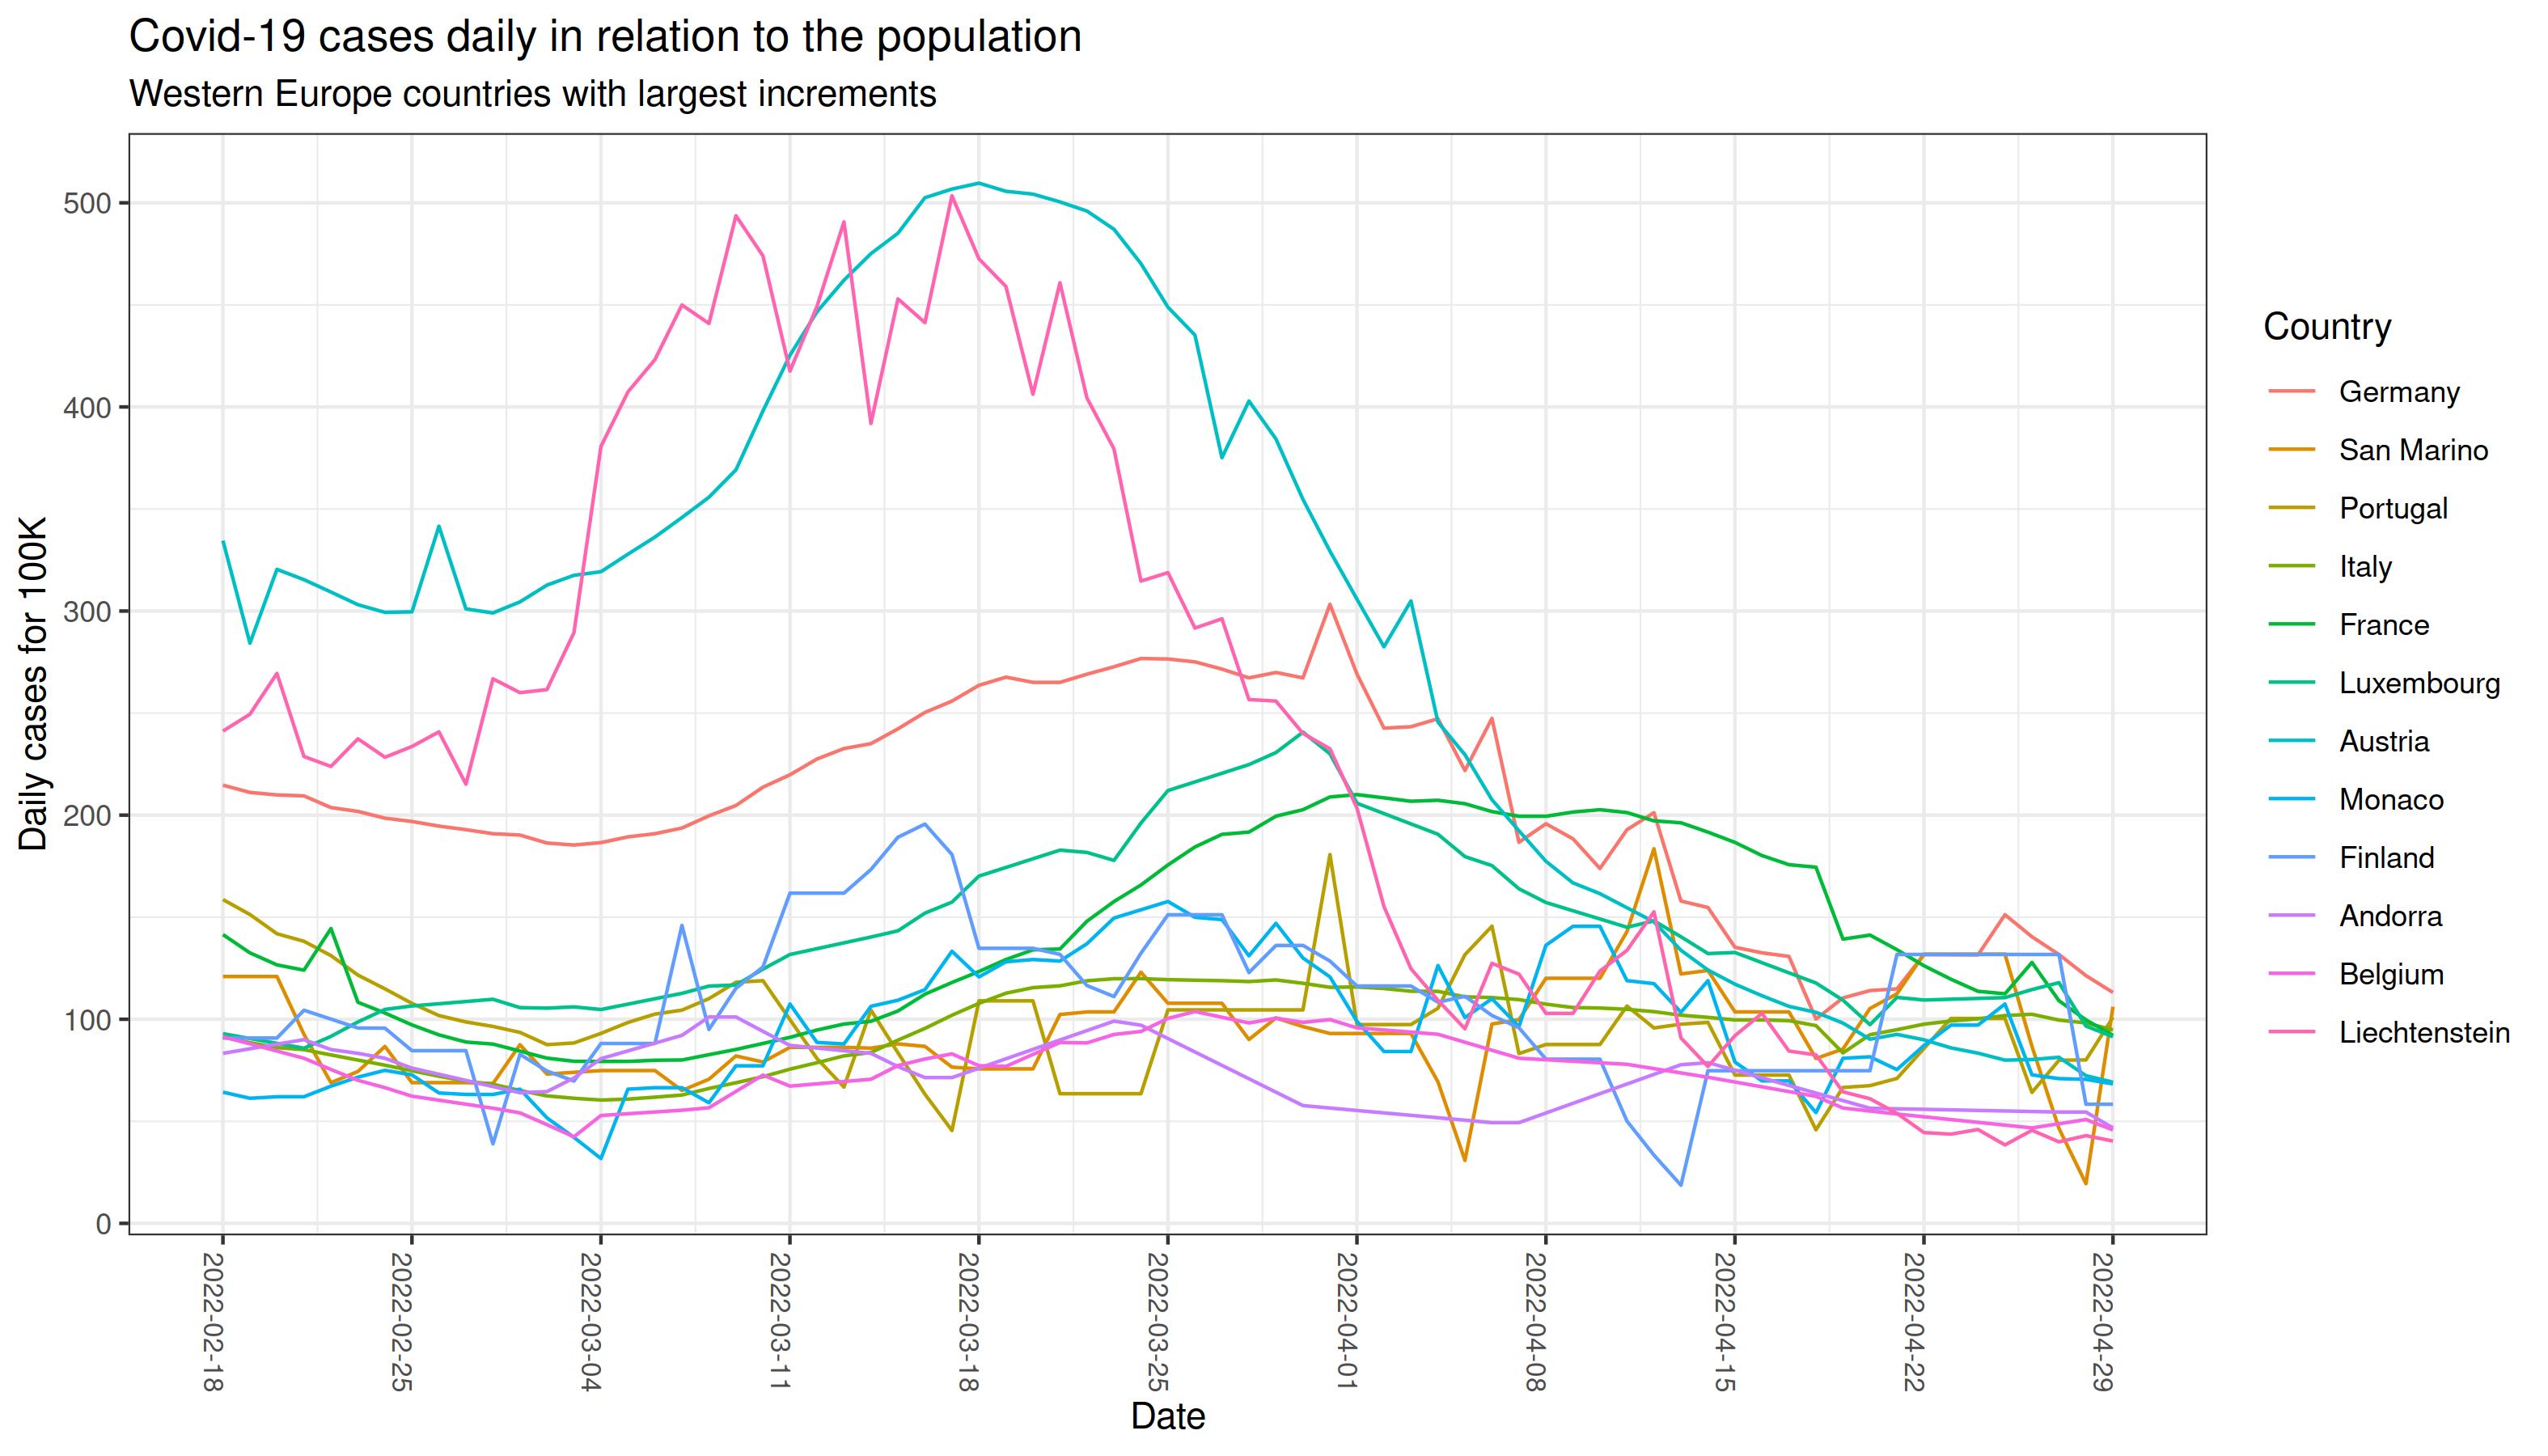 Covid-19 cases daily in relation to the population
Western Europe countries with largest increments
Daily cases for 100K
500
400
300
200
100
0
2022-02-18
2022-02-25
2022-03-04
2022-03-11
2022-03-18
2022-03-25
2022-04-01
2022-04-08
2022-04-15
2022-04-22
2022-04-29
Date
Country
Germany
San Marino
Portugal
Italy
France
Luxembourg
Austria
Monaco
Finland
Andorra
Belgium
Liechtenstein